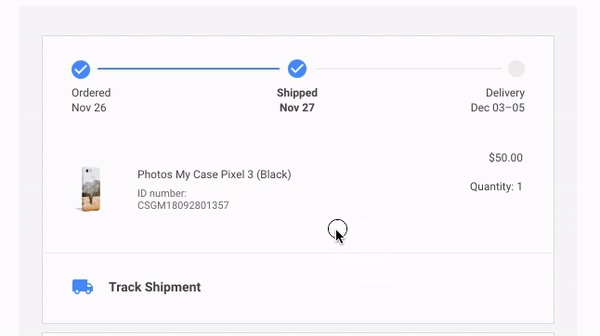 Ordered
Nov 26
Shipped
Nov 27
Delivery
Dec 03–05
$50.00
Photos My Case Pixel 3 (Black)
Quantity: 1
ID number:
CSGM18092801357
Track Shipment